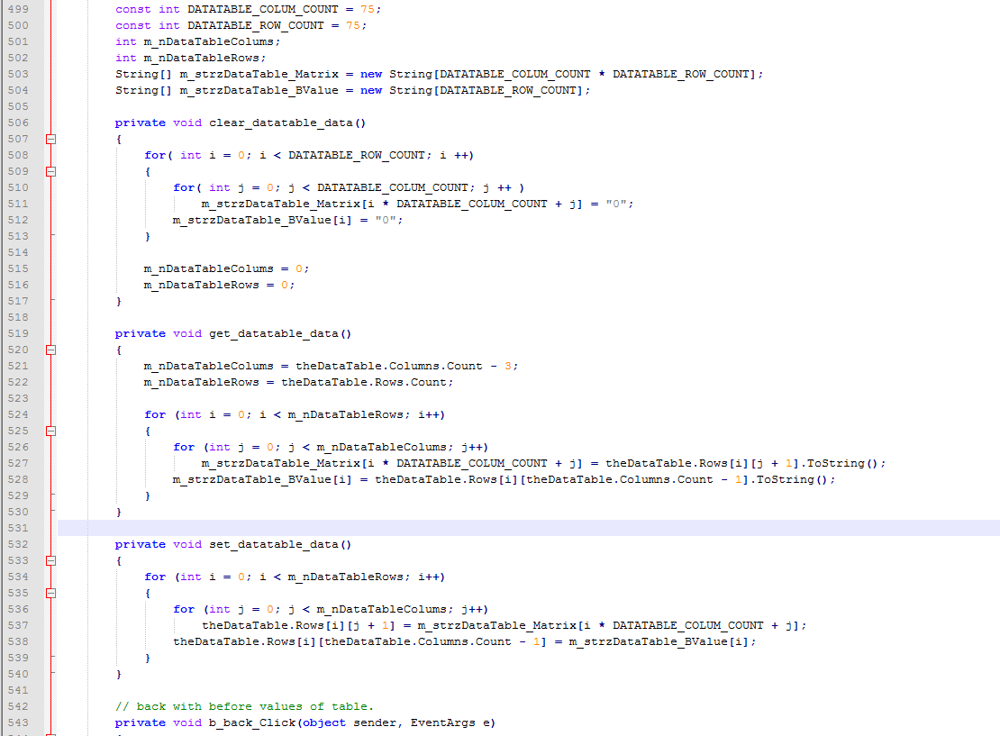 499 const int DATATABLE_COLUM_COUNT = 75;
500 const int DATATABLE_ROW_COUNT = 75;
501 int m_nDataTableColums;
502 int m_nDataTableRows;
503 String[] m_strzDataTable_Matrix = new String[DATATABLE_COLUM_COUNT * DATATABLE_ROW_COUNT];
504 String[] m_strzDataTable_BValue = new String[DATATABLE_ROW_COUNT];
505
506 private void clear_datatable_data()
507 {
508 for( int i = 0; i < DATATABLE_ROW_COUNT; i ++)
509 {
510 for( int j = 0; j < DATATABLE_COLUM_COUNT; j ++ )
511 m_strzDataTable_Matrix[i * DATATABLE_COLUM_COUNT + j] = "0";
512 m_strzDataTable_BValue[i] = "0";
513 }
514
515 m_nDataTableColums = 0;
516 m_nDataTableRows = 0;
517 }
518
519 private void get_datatable_data()
520 {
521 m_nDataTableColums = theDataTable.Columns.Count - 3;
522 m_nDataTableRows = theDataTable.Rows.Count;
523
524 for (int i = 0; i < m_nDataTableRows; i++)
525 {
526 for (int j = 0; j < m_nDataTableColums; j++)
527 m_strzDataTable_Matrix[i * DATATABLE_COLUM_COUNT + j] = theDataTable.Rows[i][j + 1].ToString();
528 m_strzDataTable_BValue[i] = theDataTable.Rows[i][theDataTable.Columns.Count - 1].ToString();
529 }
530 }
531
532 private void set_datatable_data()
533 {
534 for (int i = 0; i < m_nDataTableRows; i++)
535 {
536 for (int j = 0; j < m_nDataTableColums; j++)
537 theDataTable.Rows[i][j + 1] = m_strzDataTable_Matrix[i * DATATABLE_COLUM_COUNT + j];
538 theDataTable.Rows[i][theDataTable.Columns.Count - 1] = m_strzDataTable_BValue[i];
539 }
540 }
541
542 // back with before values of table.
543 private void b_back_Click(object sender, EventArgs e)